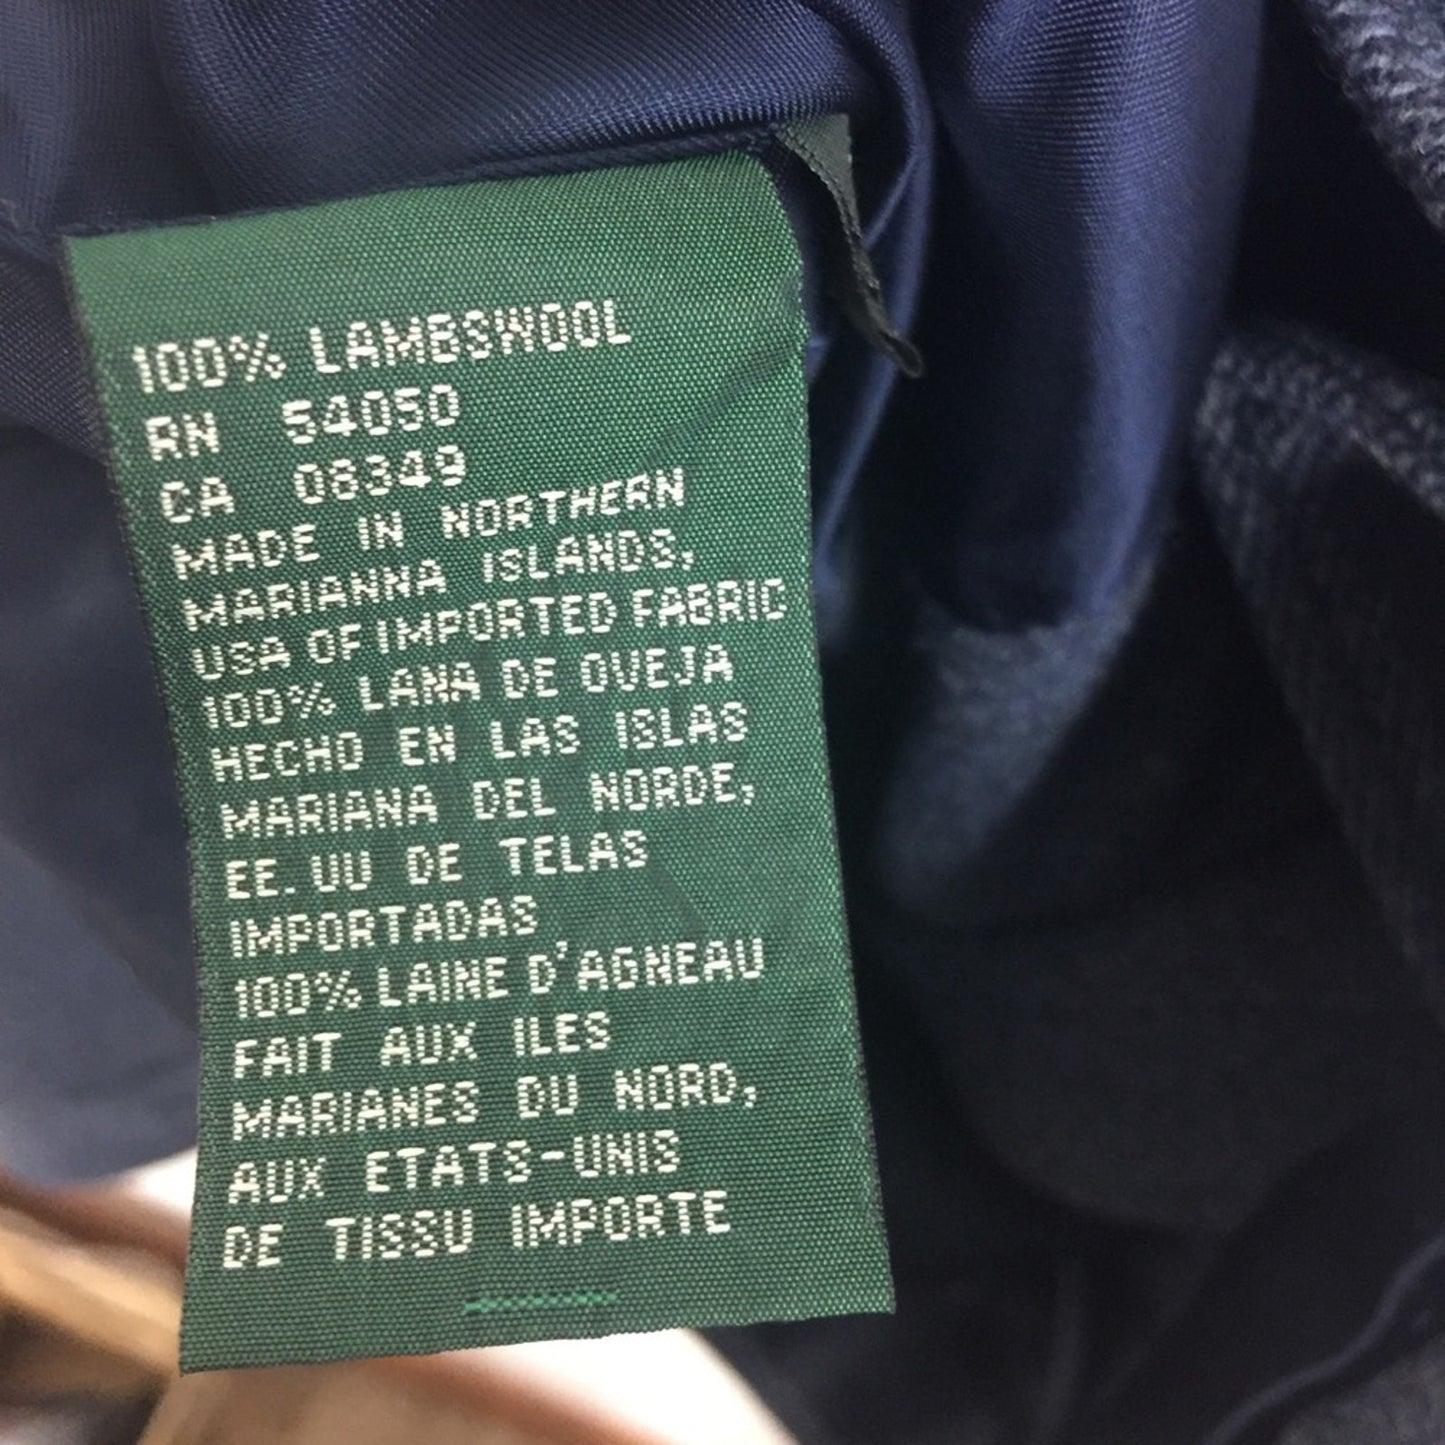 100% LAMBSWOOL
RN 54050
CA 08349
MADE IN NORTHERN
MARIANNA ISLANDS,
USA OF IMPORTED FABRIC
100% LANA DE OVEJA
HECHO EN LAS ISLAS
MARIANA DEL NORDE,
EE.UU DE TELAS
IMPORTADAS
100% LAINE D'AGNEAU
FAIT AUX ILES
MARIANES DU NORD,
AUX ETATS-UNIS
DE TISSU IMPORTE